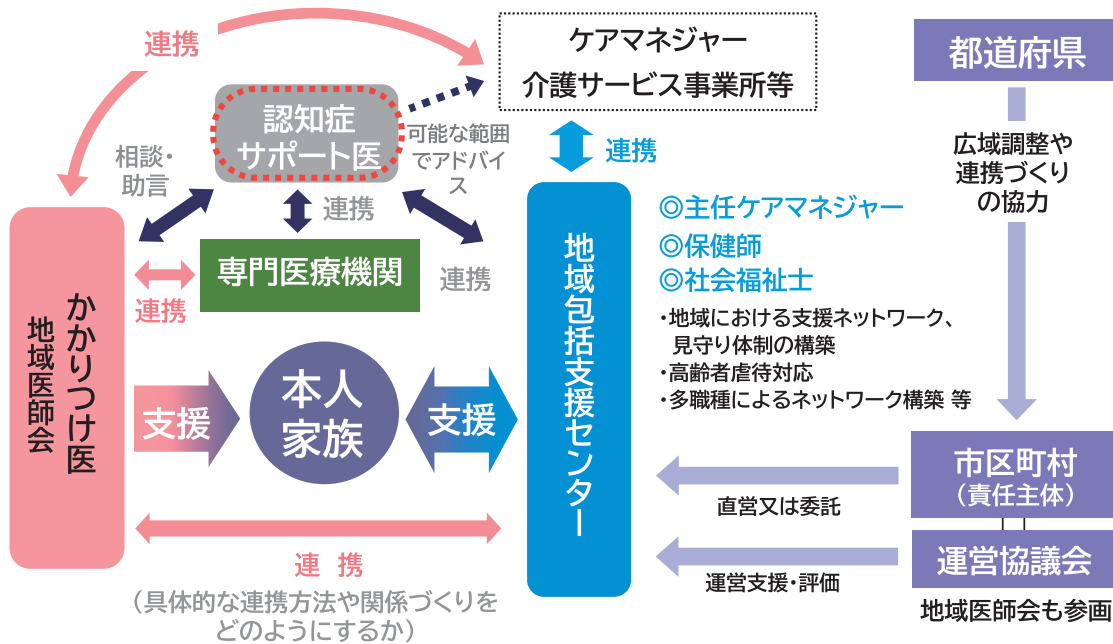 連携
ケアマネジャー
介護サービス事業所等
都道府県
認知症
サポート医
可能な範囲
でアドバイ
ス
相談・
助言
連携
広域調整や
連携づくり
の協力
連携
連携
専門医療機関
連携
かかりつけ医
地域医師会
地域包括支援センター
◎主任ケアマネジャー
◎保健師
◎社会福祉士
・地域における支援ネットワーク、
見守り体制の構築
・高齢者虐待対応
・多職種によるネットワーク構築 等
支援
本人
家族
支援
市区町村
（責任主体）
直営又は委託
運営協議会
運営支援・評価
地域医師会も参画
連 携
（具体的な連携方法や関係づくりを
どのようにするか）